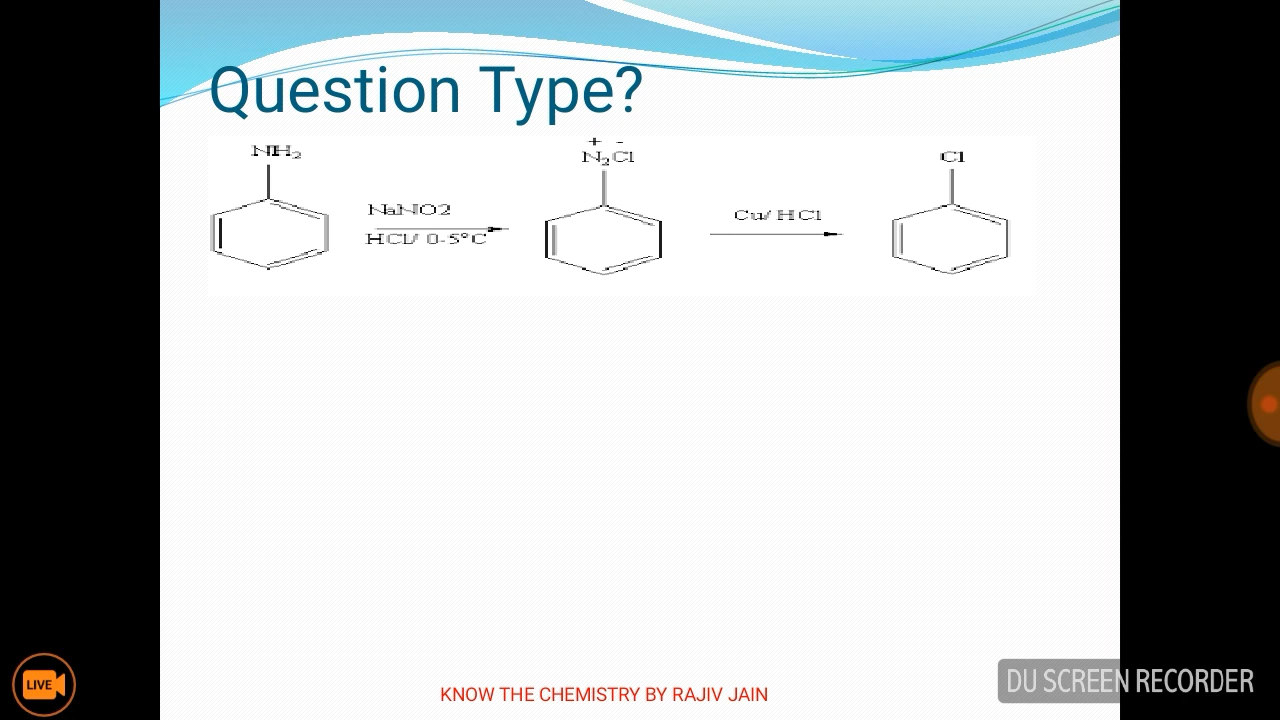 Question Type?
NH₂
NaNO2
HCl/ 0-5°C
+ -
N₂Cl
Cu/ HCl
Cl
LIVE
KNOW THE CHEMISTRY BY RAJIV JAIN
DU SCREEN RECORDER